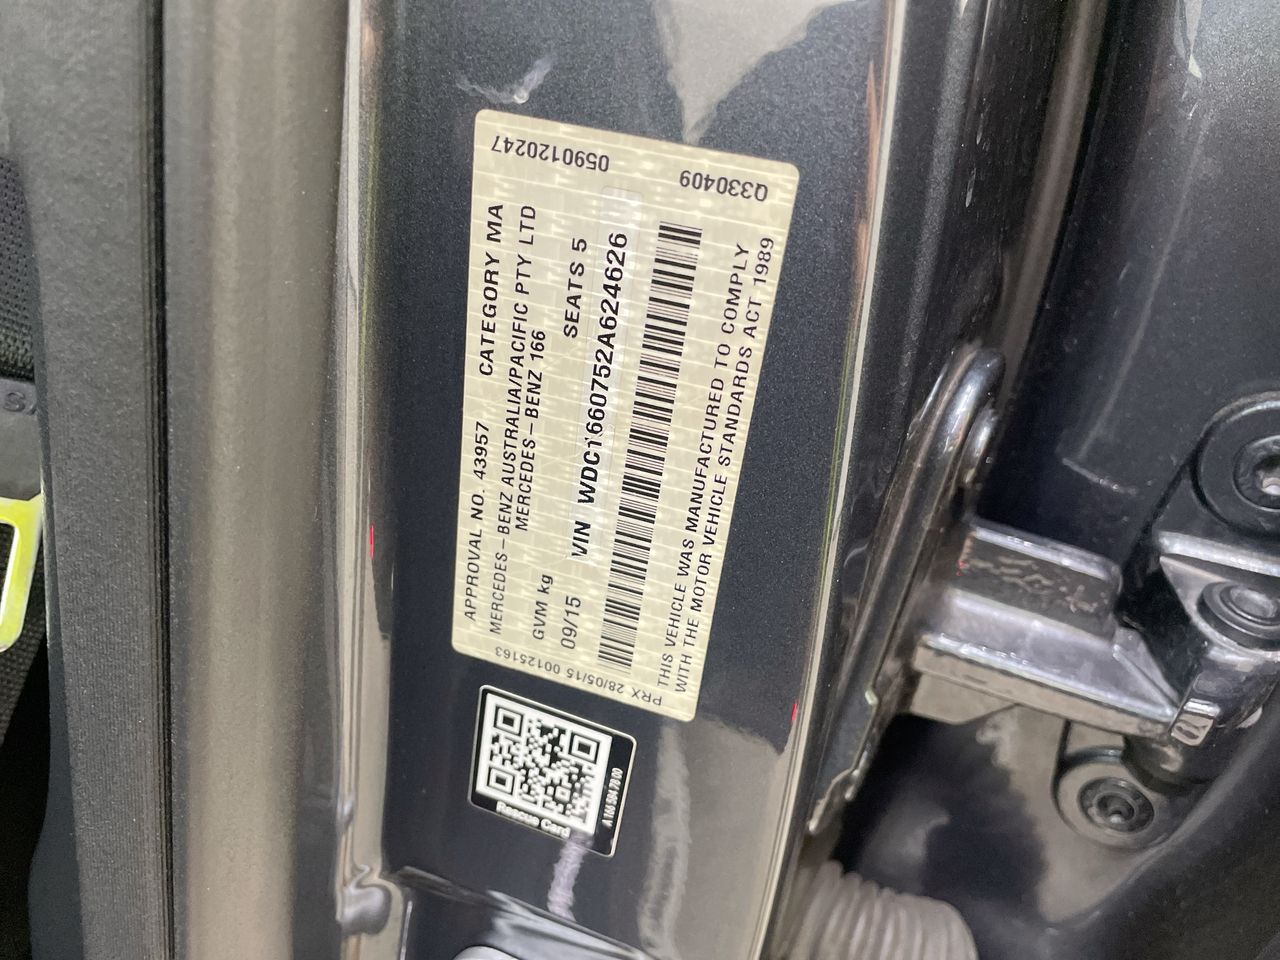 0590120247
Q330409
APPROVAL NO. 43957 CATEGORY MA
MERCEDES-BENZ AUSTRALIA/PACIFIC PTY LTD
MERCEDES-BENZ 166
GVM kg SEATS 5
09/15 VIN WDC1660752A624626
THIS VEHICLE WAS MANUFACTURED TO COMPLY
WITH THE MOTOR VEHICLE STANDARDS ACT 1989
PRX 28/05/15 00125163
Rescue Card